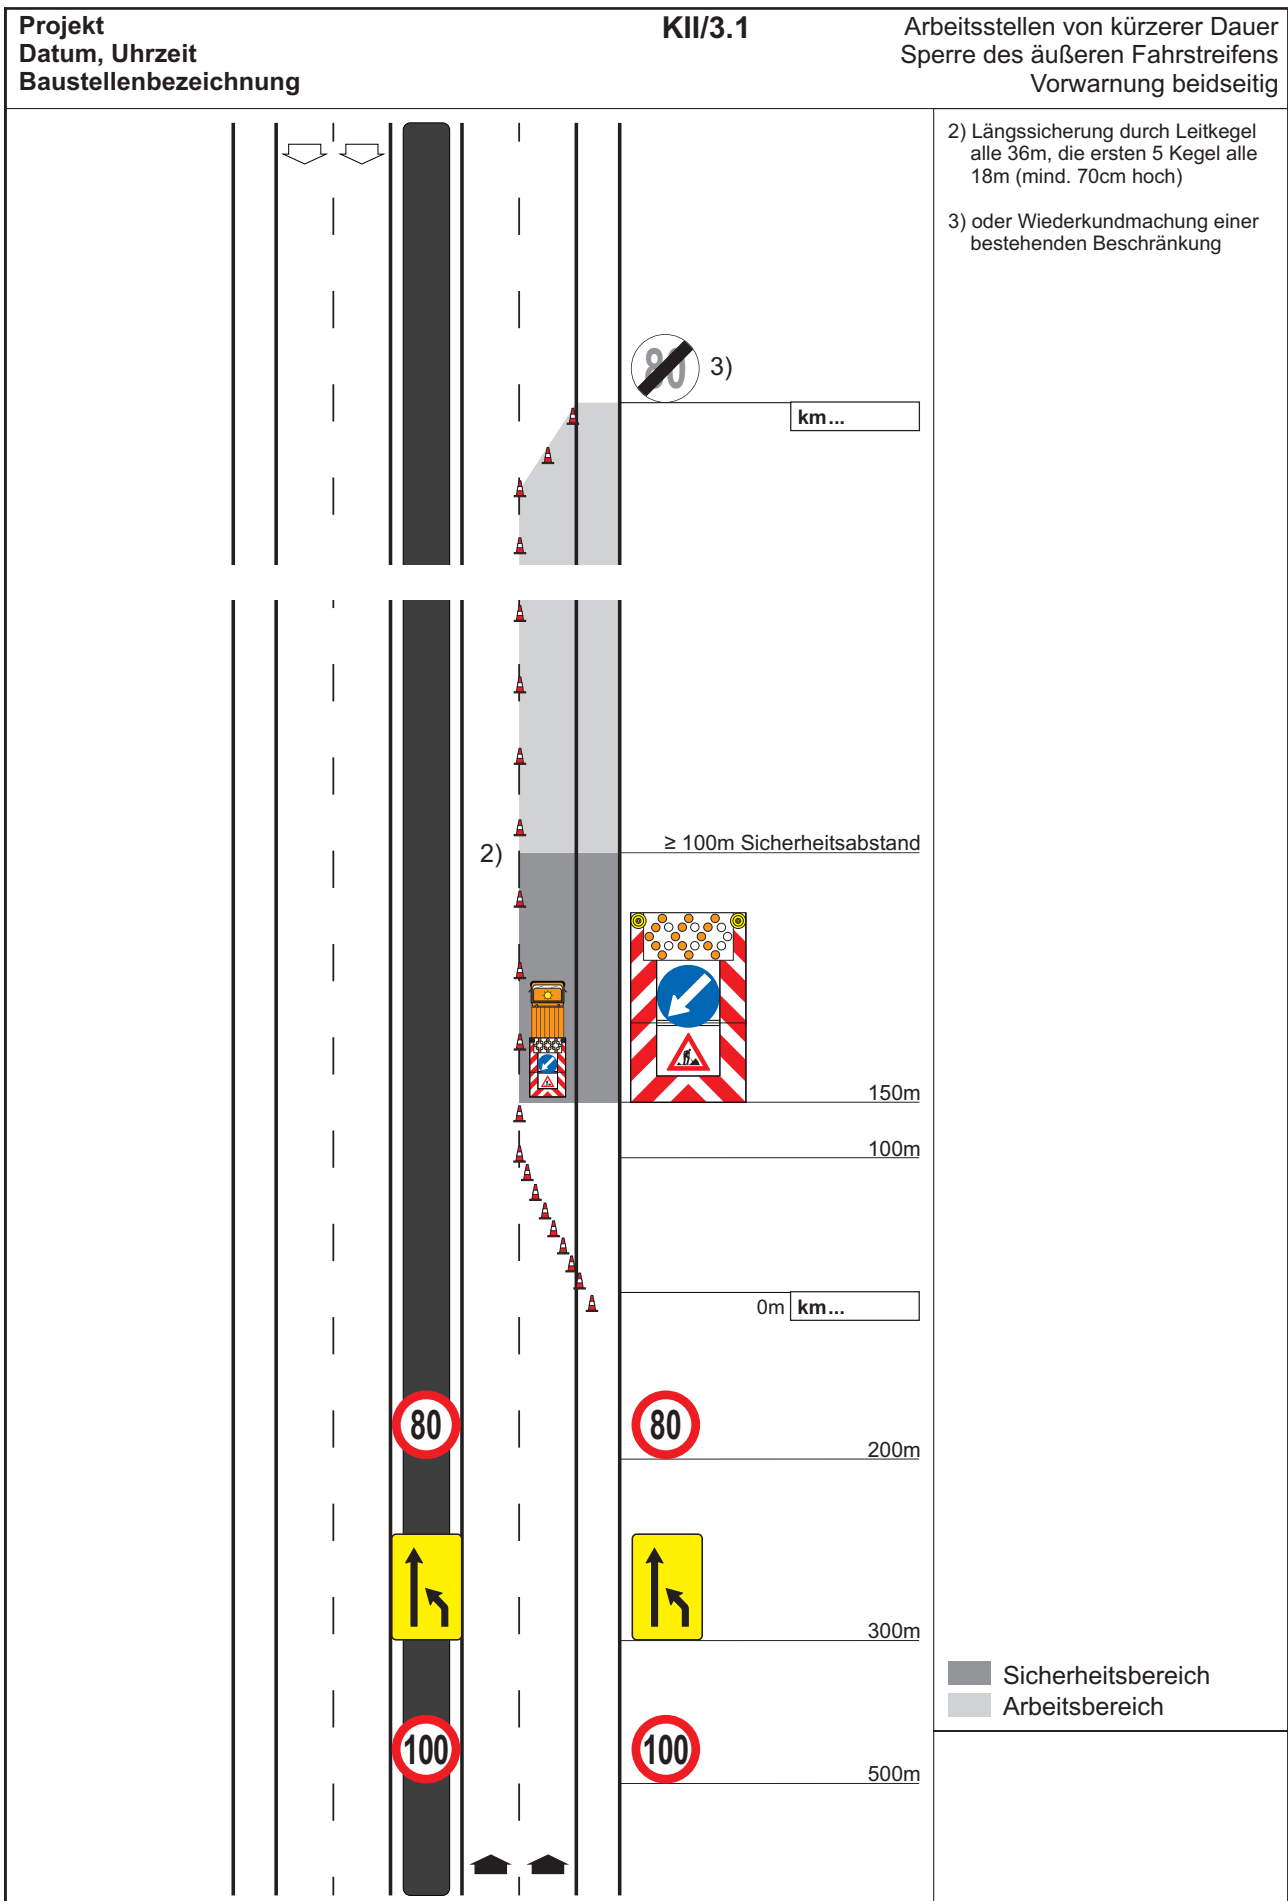 Projekt
Datum, Uhrzeit
Baustellenbezeichnung
KII/3.1
Arbeitsstellen von kürzerer Dauer
Sperre des äußeren Fahrstreifens
Vorwarnung beidseitig
2) Längssicherung durch Leitkegel
alle 36m, die ersten 5 Kegel alle
18m (mind. 70cm hoch)
3) oder Wiederkundmachung einer
bestehenden Beschränkung
80 3)
km...
2)
≥ 100m Sicherheitsabstand
150m
100m
0m km...
80 80
200m
300m
Sicherheitsbereich
Arbeitsbereich
100 100
500m